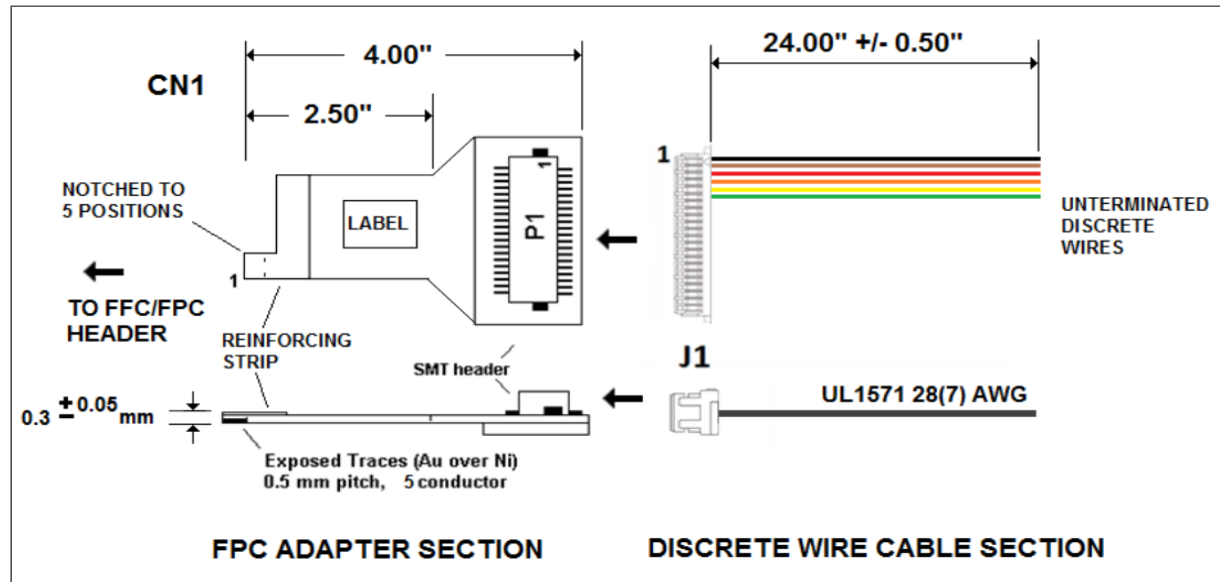 4.00"
24.00" +/- 0.50"
CN1
2.50"
1
1
NOTCHED TO
5 POSITIONS
LABEL
P1
UNTERMINATED
DISCRETE
WIRES
1
TO FFC/FPC
HEADER
REINFORCING
STRIP
SMT header
J1
0.3 ± 0.05 mm
UL1571 28(7) AWG
Exposed Traces (Au over Ni)
0.5 mm pitch, 5 conductor
FPC ADAPTER SECTION
DISCRETE WIRE CABLE SECTION